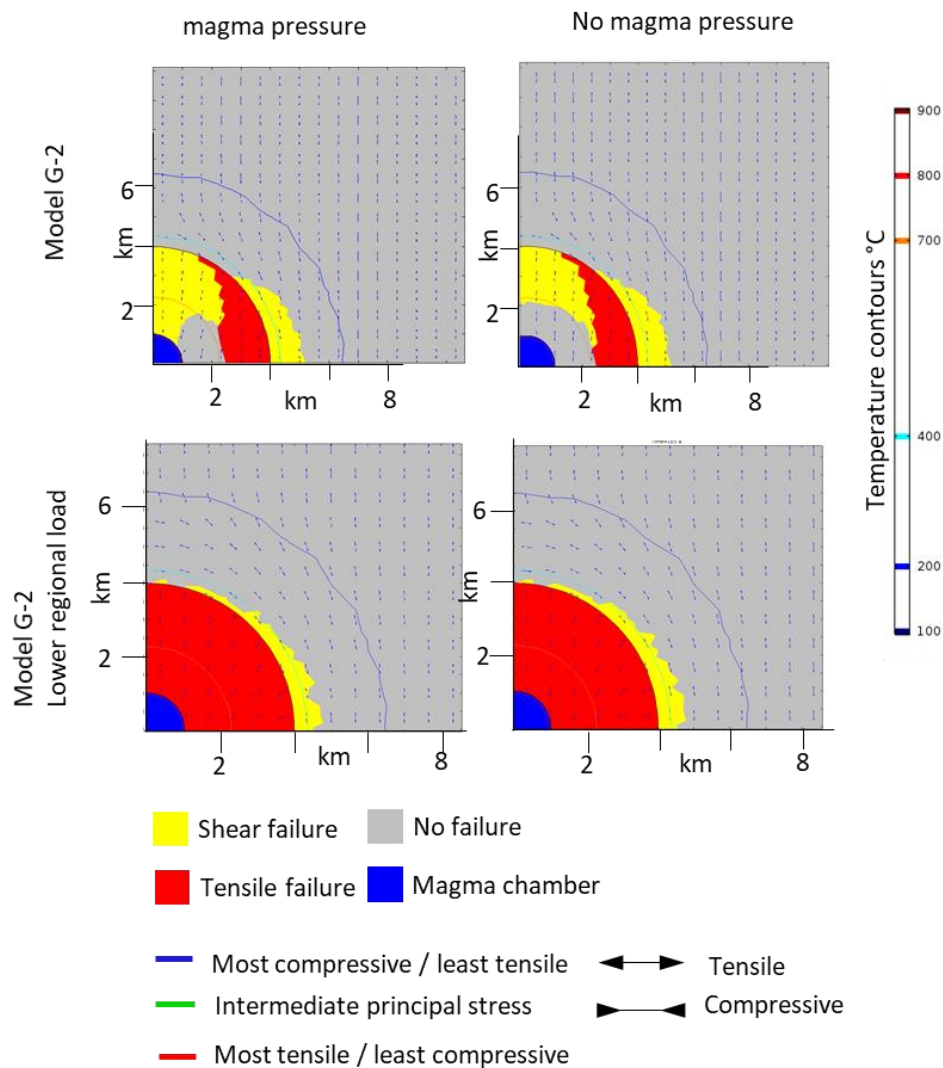 magma pressure
No magma pressure
Model G-2
6
km
2
2
km
8
6
km
2
2
km
8
900
800
700
400
200
100
Temperature contours °C
Model G-2
Lower regional load
6
km
2
2
km
8
6
km
2
2
km
8
Shear failure
No failure
Tensile failure
Magma chamber
Most compressive / least tensile
Tensile
Intermediate principal stress
Compressive
Most tensile / least compressive